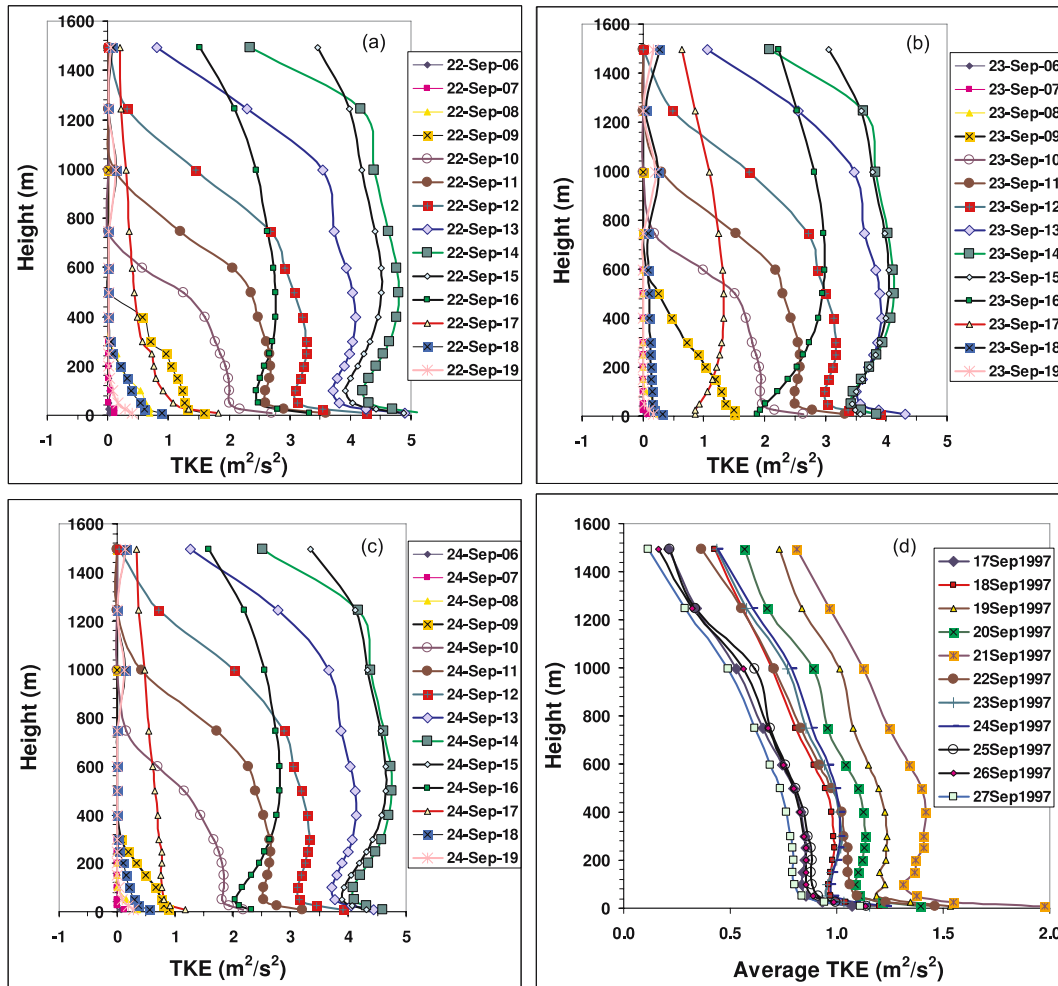 (a)
1600
1400
1200
1000
800
600
400
200
0
Height (m)
-1 0 1 2 3 4 5
TKE (m²/s²)
22-Sep-06
22-Sep-07
22-Sep-08
22-Sep-09
22-Sep-10
22-Sep-11
22-Sep-12
22-Sep-13
22-Sep-14
22-Sep-15
22-Sep-16
22-Sep-17
22-Sep-18
22-Sep-19
(b)
1600
1400
1200
1000
800
600
400
200
0
Height (m)
-1 0 1 2 3 4 5
TKE (m²/s²)
23-Sep-06
23-Sep-07
23-Sep-08
23-Sep-09
23-Sep-10
23-Sep-11
23-Sep-12
23-Sep-13
23-Sep-14
23-Sep-15
23-Sep-16
23-Sep-17
23-Sep-18
23-Sep-19
(c)
1600
1400
1200
1000
800
600
400
200
0
Height (m)
-1 0 1 2 3 4 5
TKE (m²/s²)
24-Sep-06
24-Sep-07
24-Sep-08
24-Sep-09
24-Sep-10
24-Sep-11
24-Sep-12
24-Sep-13
24-Sep-14
24-Sep-15
24-Sep-16
24-Sep-17
24-Sep-18
24-Sep-19
(d)
1600
1400
1200
1000
800
600
400
200
0
Height (m)
0.0 0.5 1.0 1.5 2.0
Average TKE (m²/s²)
17Sep1997
18Sep1997
19Sep1997
20Sep1997
21Sep1997
22Sep1997
23Sep1997
24Sep1997
25Sep1997
26Sep1997
27Sep1997